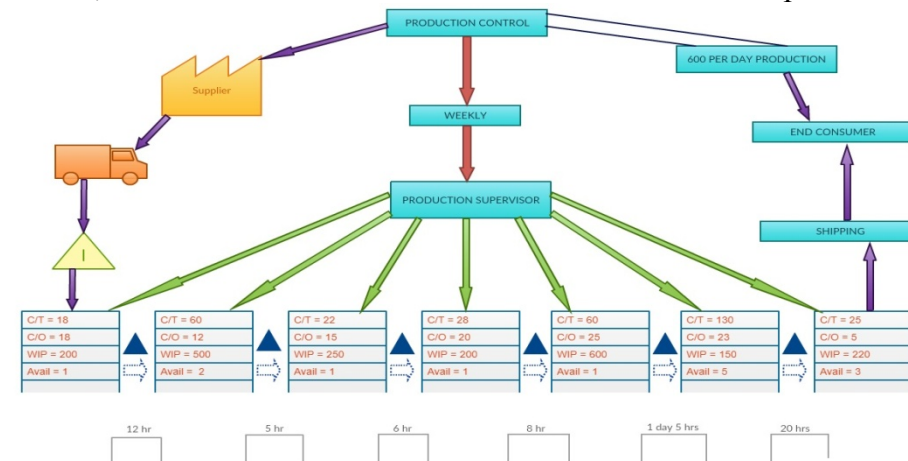 PRODUCTION CONTROL
600 PER DAY PRODUCTION
Supplier
WEEKLY
END CONSUMER
PRODUCTION SUPERVISOR
SHIPPING
I
C/T = 18
C/O = 18
WIP = 200
Avail = 1
C/T = 60
C/O = 12
WIP = 500
Avail = 2
C/T = 22
C/O = 15
WIP = 250
Avail = 1
C/T = 28
C/O = 20
WIP = 200
Avail = 1
C/T = 60
C/O = 25
WIP = 600
Avail = 1
C/T = 130
C/O = 23
WIP = 150
Avail = 5
C/T = 25
C/O = 5
WIP = 220
Avail = 3
12 hr
5 hr
6 hr
8 hr
1 day 5 hrs
20 hrs